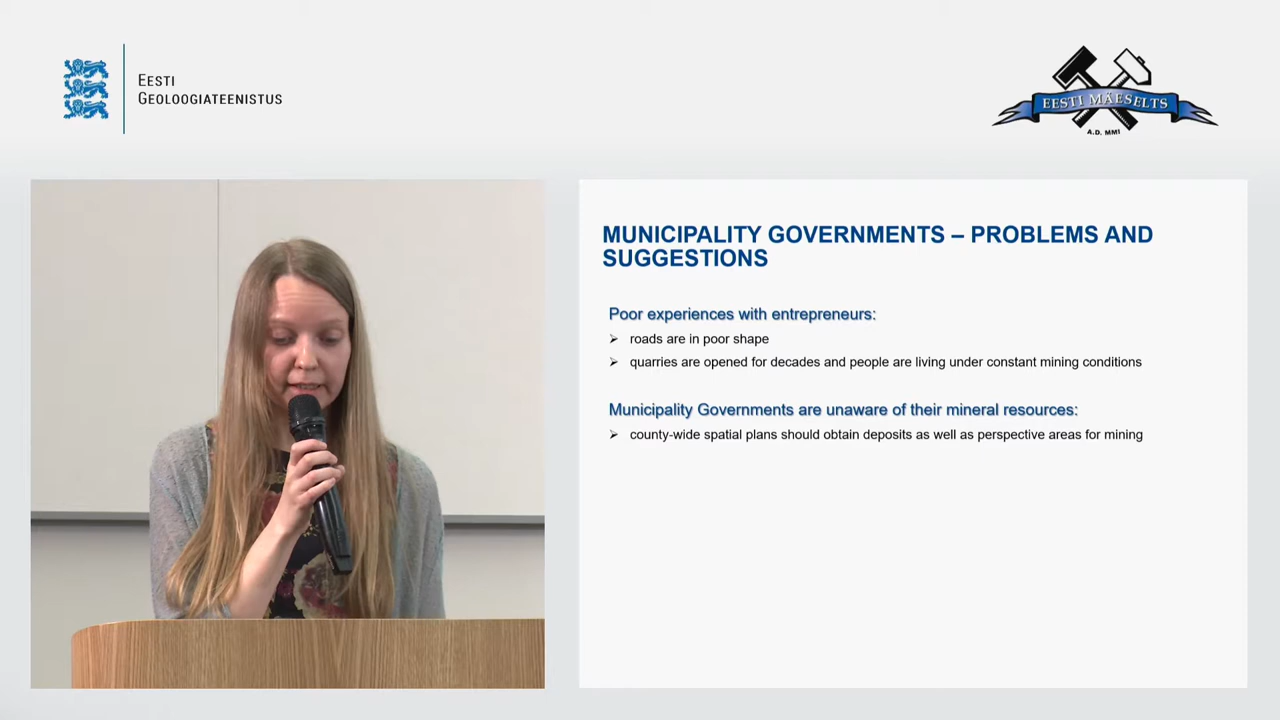 EESTI
GEOLOOGIATEENISTUS
EESTI MÄESELTS
A.D. MMI
MUNICIPALITY GOVERNMENTS – PROBLEMS AND
SUGGESTIONS
Poor experiences with entrepreneurs:
➢ roads are in poor shape
➢ quarries are opened for decades and people are living under constant mining conditions
Municipality Governments are unaware of their mineral resources:
➢ county-wide spatial plans should obtain deposits as well as perspective areas for mining